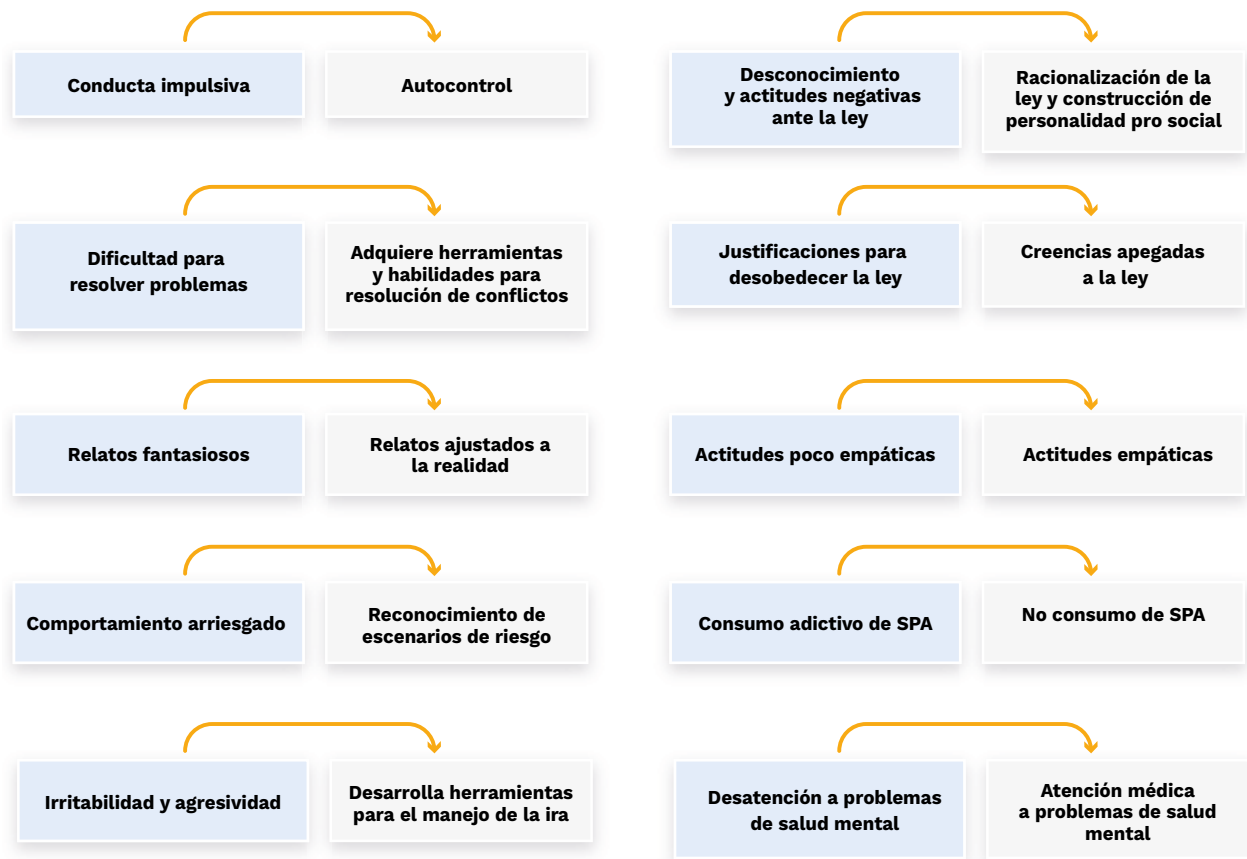 Conducta impulsiva
Autocontrol
Desconocimiento
y actitudes negativas
ante la ley
Racionalización de la
ley y construcción de
personalidad pro social
Dificultad para
resolver problemas
Adquiere herramientas
y habilidades para
resolución de conflictos
Justificaciones para
desobedecer la ley
Creencias apegadas
a la ley
Relatos fantasiosos
Relatos ajustados a
la realidad
Actitudes poco empáticas
Actitudes empáticas
Comportamiento arriesgado
Reconocimiento de
escenarios de riesgo
Consumo adictivo de SPA
No consumo de SPA
Irritabilidad y agresividad
Desarrolla herramientas
para el manejo de la ira
Desatención a problemas
de salud mental
Atención médica
a problemas de salud
mental